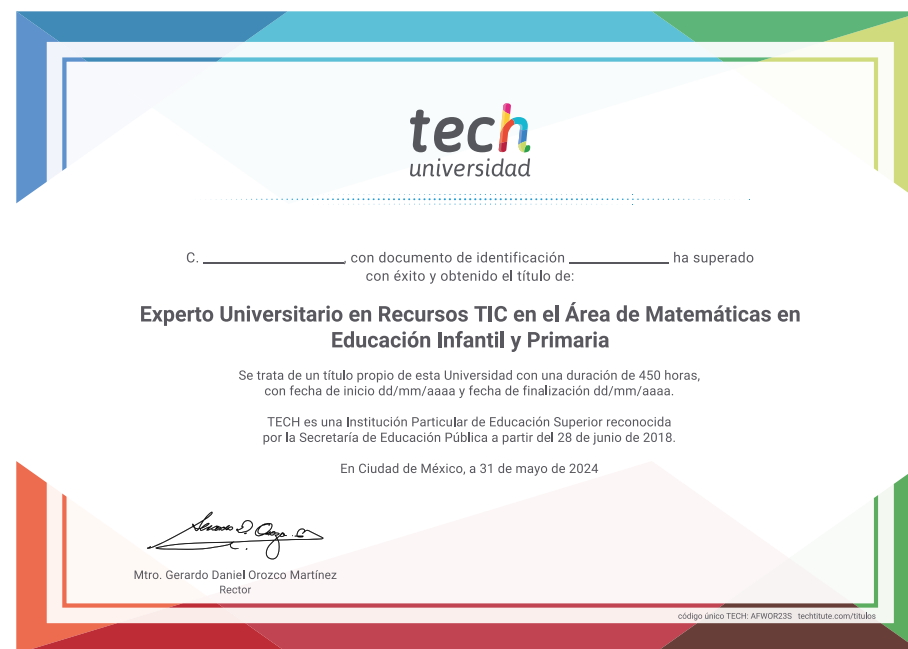 tech
universidad
C. ____________, con documento de identificación ____________ ha superado
con éxito y obtenido el título de:
Experto Universitario en Recursos TIC en el Área de Matemáticas en
Educación Infantil y Primaria
Se trata de un título propio de esta Universidad con una duración de 450 horas,
con fecha de inicio dd/mm/aaaa y fecha de finalización dd/mm/aaaa.
TECH es una Institución Particular de Educación Superior reconocida
por la Secretaría de Educación Pública a partir del 28 de junio de 2018.
En Ciudad de México, a 31 de mayo de 2024
Mtro. Gerardo Daniel Orozco Martínez
Rector
código único TECH: AFWOR23S techtitute.com/titulos